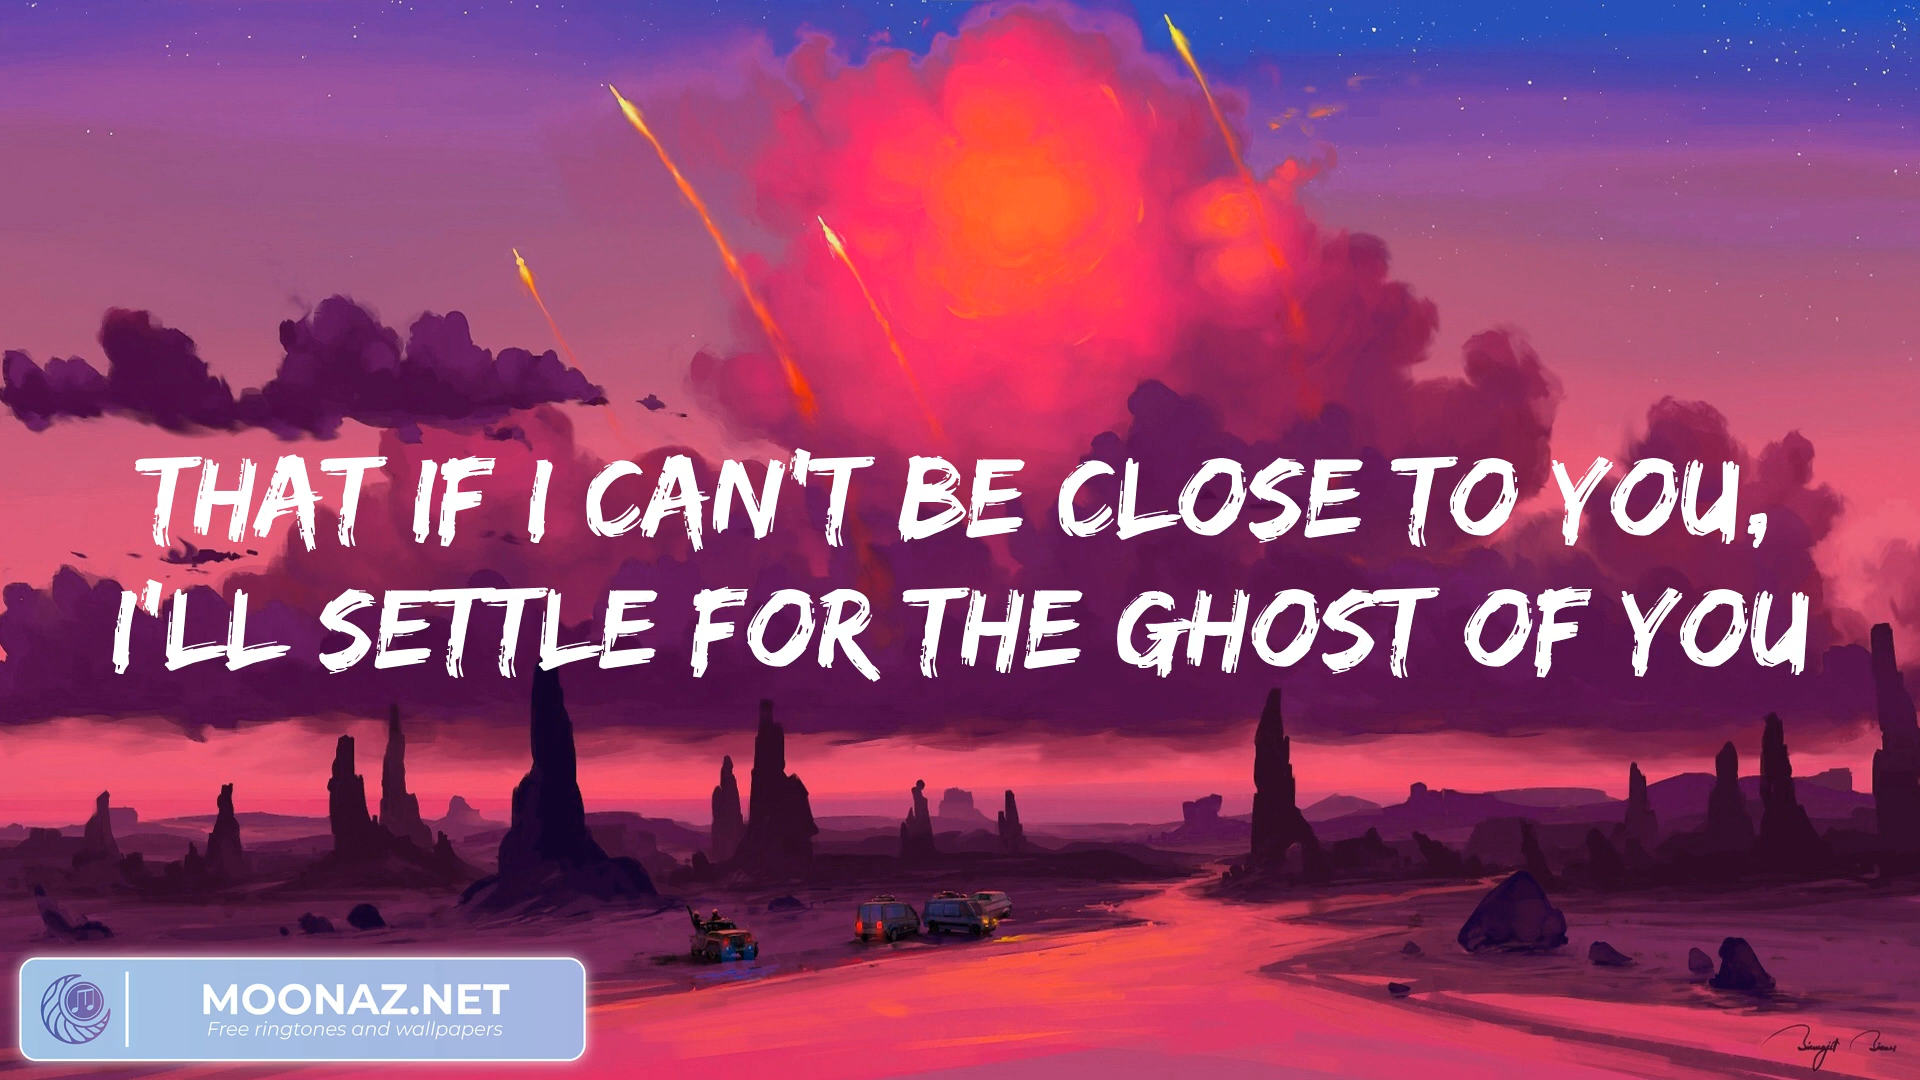 THAT IF I CAN'T BE CLOSE TO YOU,
I'LL SETTLE FOR THE GHOST OF YOU
MOONAZ.NET
Free ringtones and wallpapers